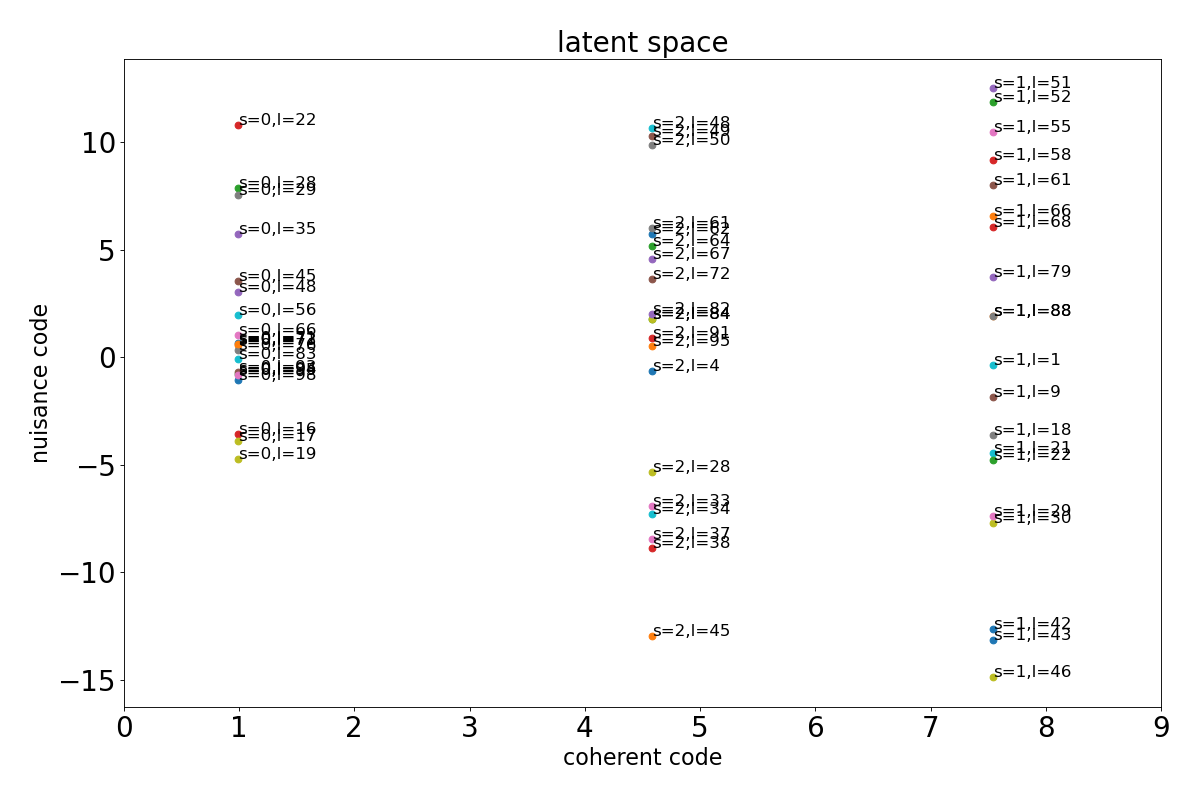 latent space
nuisance code
10
5
0
−5
−10
−15
s=0,l=22
s=0,l=28
s=0,l=29
s=0,l=35
s=0,l=45
s=0,l=48
s=0,l=56
s=0,l=66
s=0,l=83
s=0,l=98
s=0,l=16
s=0,l=17
s=0,l=19
s=2,l=48
s=2,l=49
s=2,l=50
s=2,l=61
s=2,l=62
s=2,l=64
s=2,l=67
s=2,l=72
s=2,l=82
s=2,l=84
s=2,l=91
s=2,l=95
s=2,l=4
s=2,l=28
s=2,l=33
s=2,l=34
s=2,l=37
s=2,l=38
s=2,l=45
s=1,l=51
s=1,l=52
s=1,l=55
s=1,l=58
s=1,l=61
s=1,l=66
s=1,l=68
s=1,l=79
s=1,l=88
s=1,l=1
s=1,l=9
s=1,l=18
s=1,l=21
s=1,l=22
s=1,l=29
s=1,l=30
s=1,l=42
s=1,l=43
s=1,l=46
0 1 2 3 4 5 6 7 8 9
coherent code